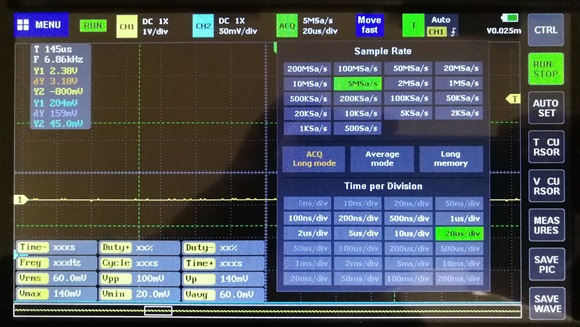 MENU RUN CH1 DC 1X 1V/div CH2 DC 1X 50mV/div ACQ 5MSa/s 20us/div Move fast T Auto CH1 V0.025m
T 145us
F 6.86kHz
Y1 2.38V
dY 3.18V
Y2 -800mV
Y1 204mV
dY 159mV
Y2 45.0mV
Sample Rate
200MSa/s 100MSa/s 50MSa/s 20MSa/s
10MSa/s 5MSa/s 2MSa/s 1MSa/s
500KSa/s 200KSa/s 100KSa/s 50KSa/s
20KSa/s 10KSa/s 5KSa/s 2KSa/s
1KSa/s 500Sa/s
ACQ Long mode Average mode Long memory
Time per Division
5ns/div 10ns/div 20ns/div 50ns/div
100ns/div 200ns/div 500ns/div 1us/div
2us/div 5us/div 10us/div 20us/div
50us/div 100us/div 200us/div 500us/div
1ms/div 2ms/div 5ms/div 10ms/div
20ms/div 50ms/div 100ms/div 200ms/div
T
1
Time- xxxs Duty+ xx% Duty- xx%
Freq xxxHz Cycle xxxs Time+ xxxs
Vrms 60.0mV Vpp 100mV Vp 140mV
Vmax 140mV Vmin 20.0mV Vavg 60.0mV
CTRL
RUN
STOP
AUTO
SET
T CU
RSOR
V CU
RSOR
MEAS
URES
SAVE
PIC
SAVE
WAVE